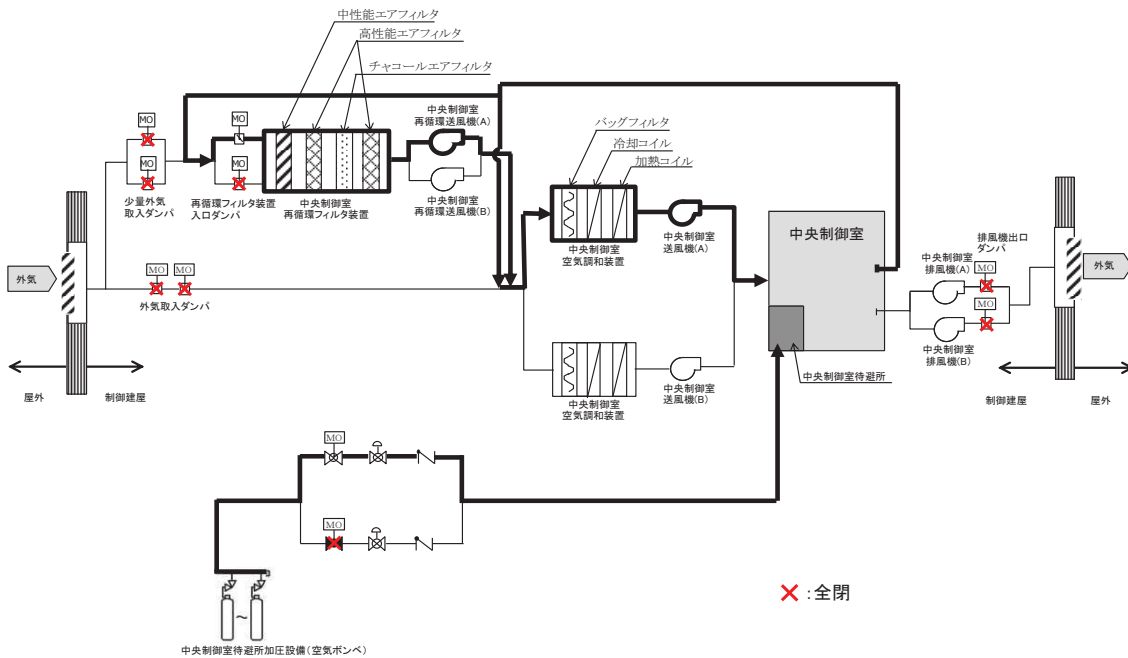 中性能エアフィルタ
高性能エアフィルタ
チャコールエアフィルタ
中央制御室
再循環送風機(A)
MO
MO
MO
MO
バッグフィルタ
冷却コイル
加熱コイル
少量外気
取入ダンパ
再循環フィルタ装置
入口ダンパ
中央制御室
再循環フィルタ装置
中央制御室
再循環送風機(B)
中央制御室
排風機出口
ダンパ
中央制御室
空気調和装置
中央制御室
送風機(A)
中央制御室
排風機(A)
MO
MO
外気
MO
MO
外気取入ダンパ
外気
中央制御室
排風機(B)
中央制御室待避所
中央制御室
空気調和装置
中央制御室
送風機(B)
屋外
制御建屋
制御建屋
屋外
MO
MO
～
:全閉
中央制御室待避所加圧設備(空気ボンベ)